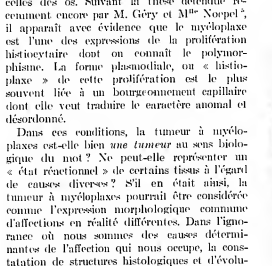 celles des os. Suivant la thèse défendue ré-
cemment encore par M. Géry et Mlle Noepel ²,
il apparaît avec évidence que le myéloplaxe
est l'une des expressions de la prolifération
histiocytaire dont on connaît le polymor-
phisme. La forme plasmodiale, ou « histio-
plaxe » de cette prolifération est le plus
souvent liée à un bourgeonnement capillaire
dont elle veut traduire le caractère anomal et
désordonné.
Dans ces conditions, la tumeur à myélo-
plaxes est-elle bien une tumeur au sens biolo-
gique du mot ? Ne peut-elle représenter un
« état réactionnel » de certains tissus à l'égard
de causes diverses ? S'il en était ainsi, la
tumeur à myéloplaxes pourrait être considérée
comme l'expression morphologique commune
d'affections en réalité différentes. Dans l'igno-
rance où nous sommes des causes détermi-
nantes de l'affection qui nous occupe, la cons-
tatation de structures histologiques et d'évolu-